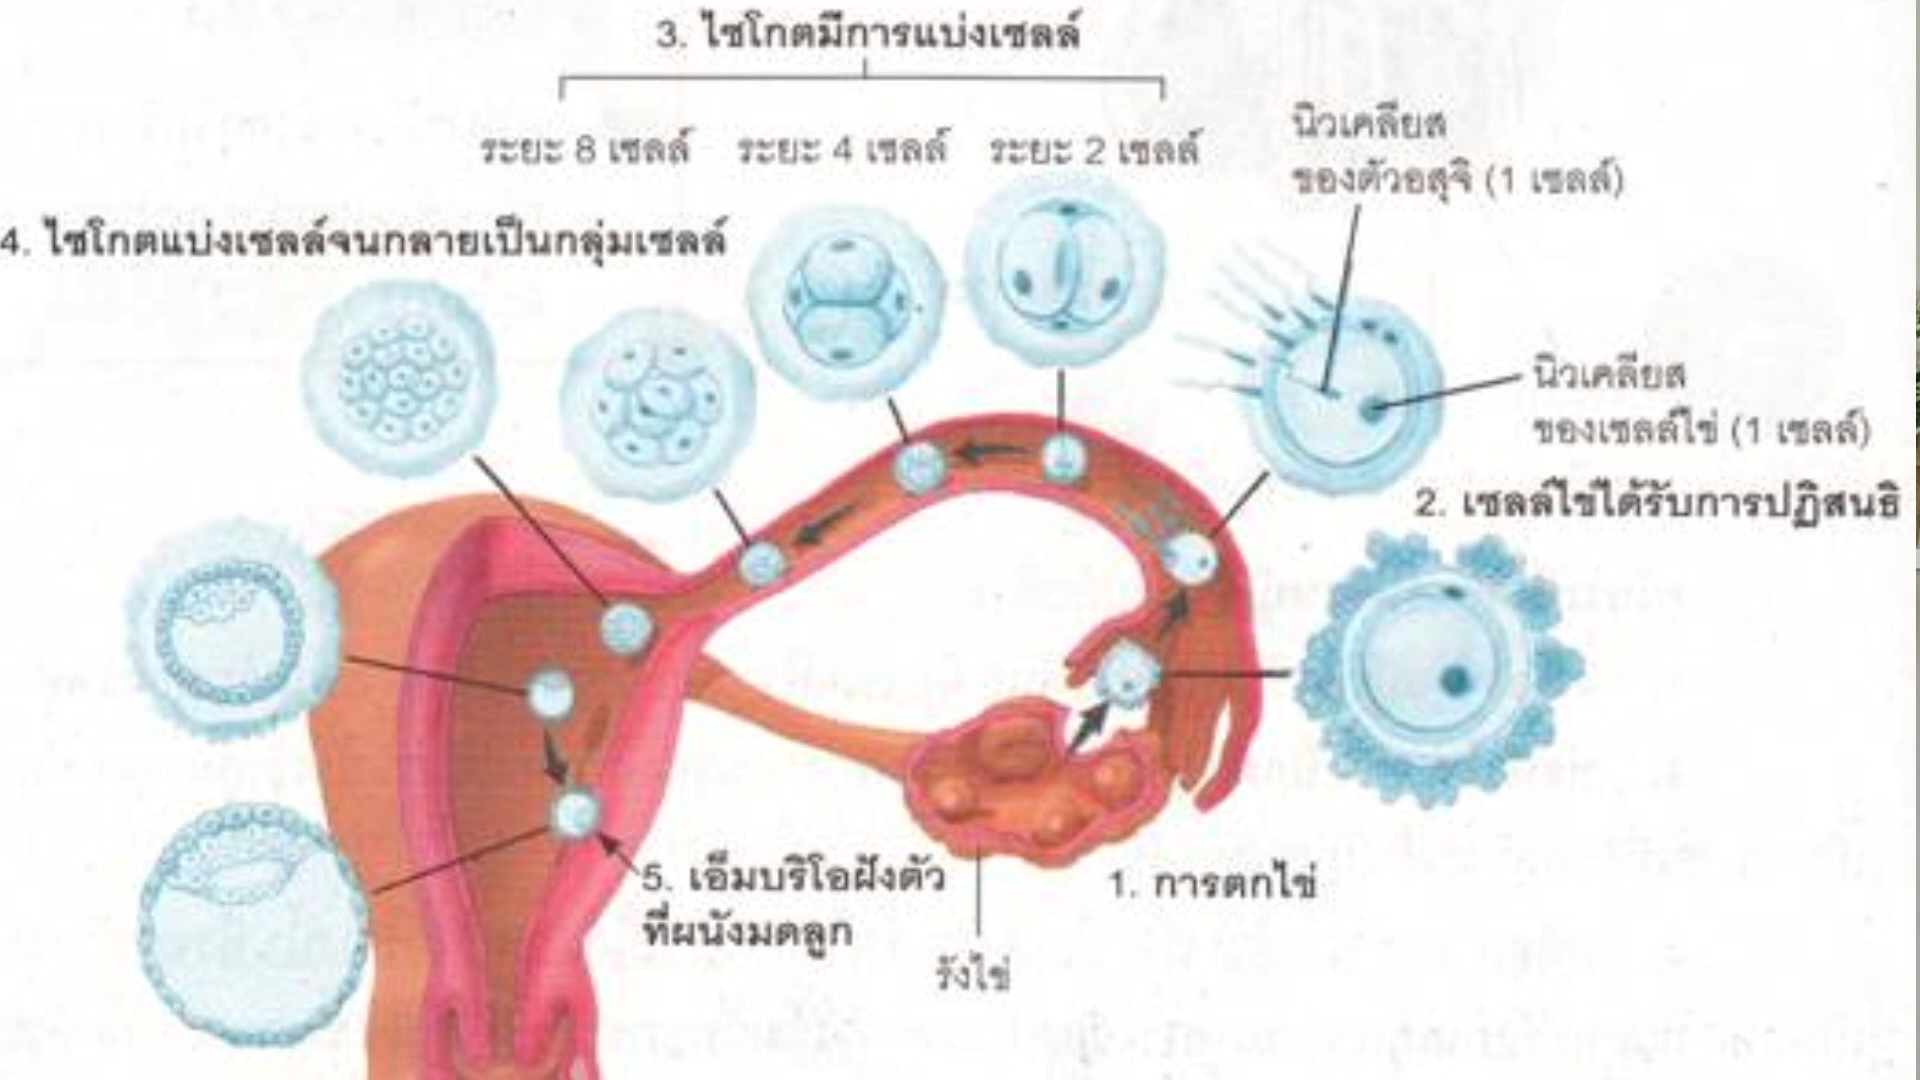 3. ไซโกตมีการแบ่งเซลล์
ระยะ 8 เซลล์
ระยะ 4 เซลล์
ระยะ 2 เซลล์
นิวเคลียส
ของตัวอสุจิ (1 เซลล์)
4. ไซโกตแบ่งเซลล์จนกลายเป็นกลุ่มเซลล์
นิวเคลียส
ของเซลล์ไข่ (1 เซลล์)
2. เซลล์ไข่ได้รับการปฏิสนธิ
5. เอ็มบริโอฝังตัว
ที่ผนังมดลูก
1. การตกไข่
รังไข่